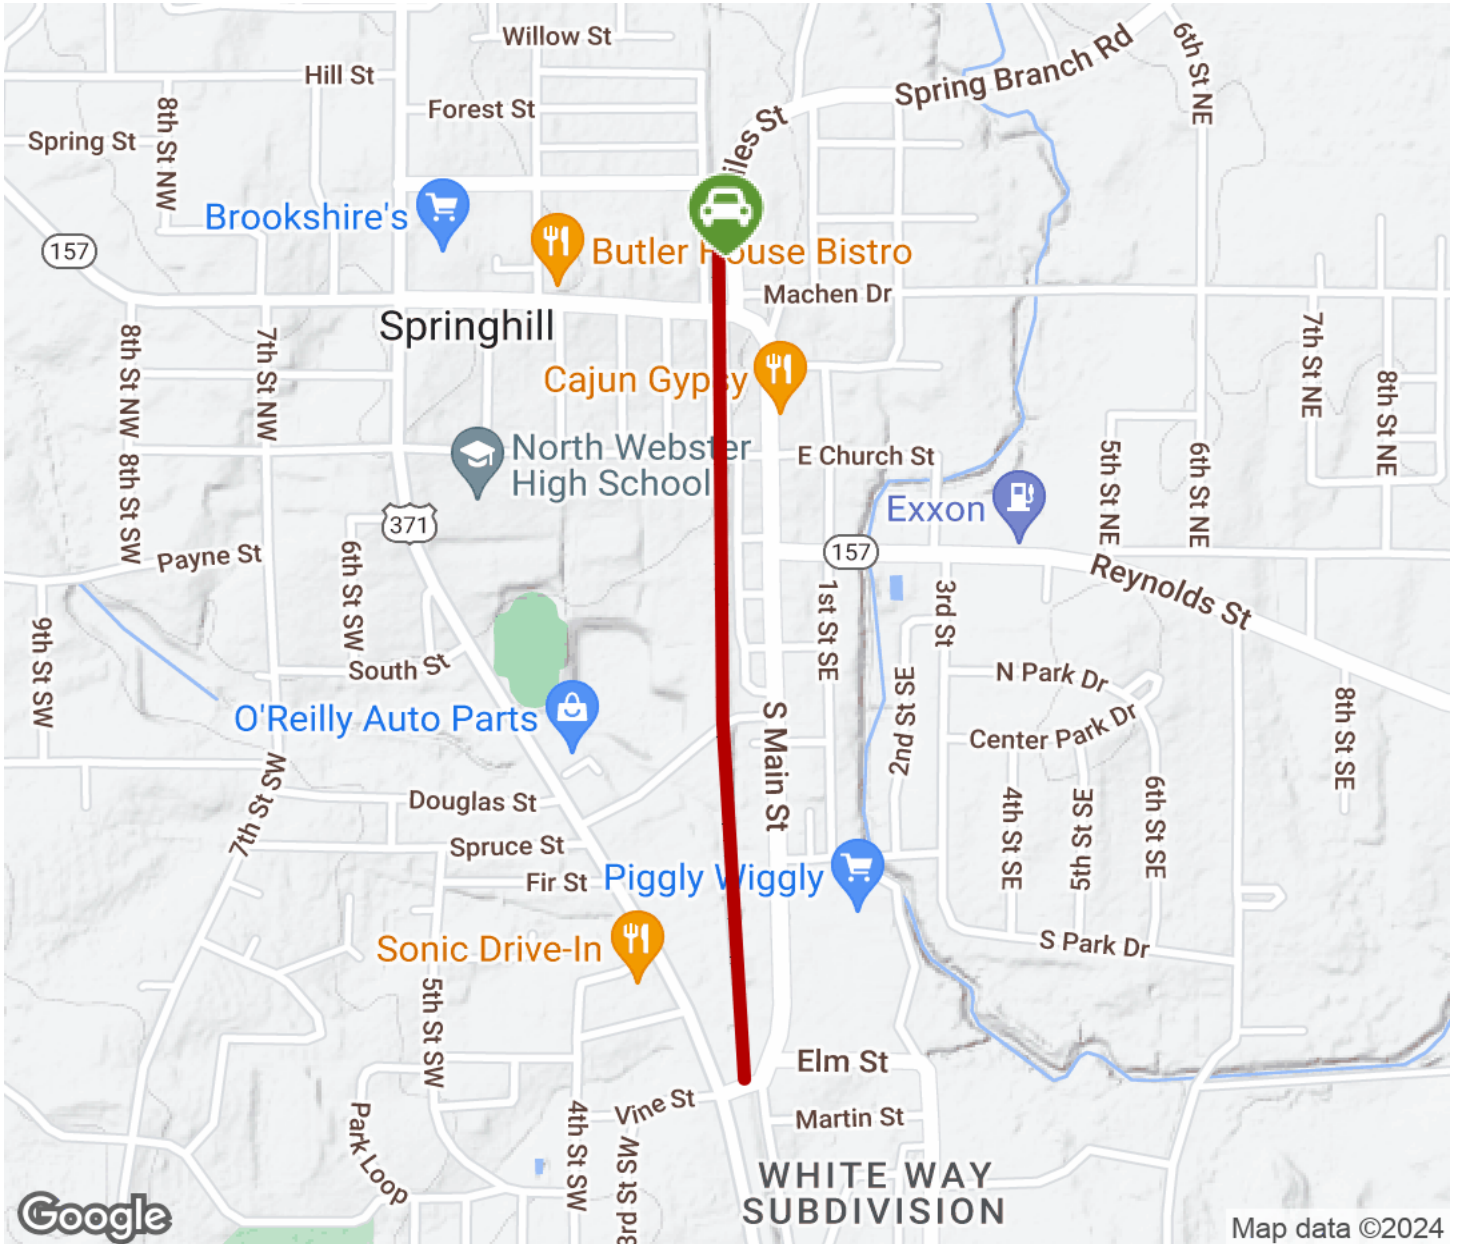 Willow St
Hill St
Spring Branch Rd
6th St NE
Forest St
8th St NW
Spring St
iles St
Brookshire's
157
Butler House Bistro
Machen Dr
Springhill
8th St NW
7th St NW
7th St NE
8th St NE
Cajun Gypsy
North Webster
High School
E Church St
5th St NE
6th St NE
8th St SW
371
Exxon
157
Payne St
6th St SW
Reynolds St
1st St SE
3rd St
9th St SW
South St
N Park Dr
2nd St SE
O'Reilly Auto Parts
S Main St
Center Park Dr
8th St SE
7th St SW
Douglas St
4th St SE
5th St SE
6th St SE
Spruce St
Fir St
Piggly Wiggly
Sonic Drive-In
S Park Dr
5th St SW
Elm St
Vine St
Martin St
Park Loop
4th St SW
3rd St SW
WHITE WAY
SUBDIVISION
Google
Map data ©2024